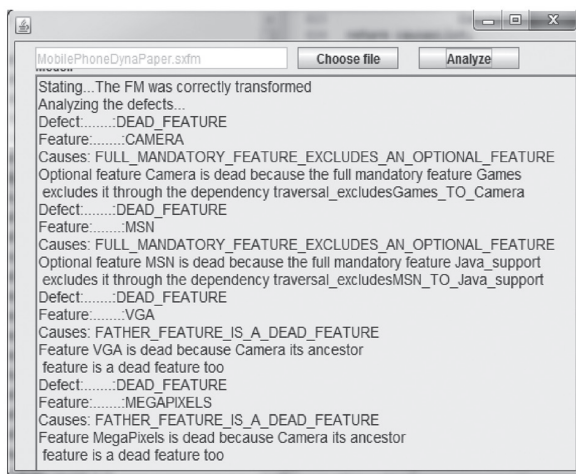 MobilePhoneDynaPaper.sxfm Choose file Analyze
Stating...The FM was correctly transformed
Analyzing the defects...
Defect:.......:DEAD_FEATURE
Feature:.......:CAMERA
Causes: FULL_MANDATORY_FEATURE_EXCLUDES_AN_OPTIONAL_FEATURE
Optional feature Camera is dead because the full mandatory feature Games
excludes it through the dependency traversal_excludesGames_TO_Camera
Defect:.......:DEAD_FEATURE
Feature:.......:MSN
Causes: FULL_MANDATORY_FEATURE_EXCLUDES_AN_OPTIONAL_FEATURE
Optional feature MSN is dead because the full mandatory feature Java_support
excludes it through the dependency traversal_excludesMSN_TO_Java_support
Defect:.......:DEAD_FEATURE
Feature:.......:VGA
Causes: FATHER_FEATURE_IS_A_DEAD_FEATURE
Feature VGA is dead because Camera its ancestor
feature is a dead feature too
Defect:.......:DEAD_FEATURE
Feature:.......:MEGAPIXELS
Causes: FATHER_FEATURE_IS_A_DEAD_FEATURE
Feature MegaPixels is dead because Camera its ancestor
feature is a dead feature too